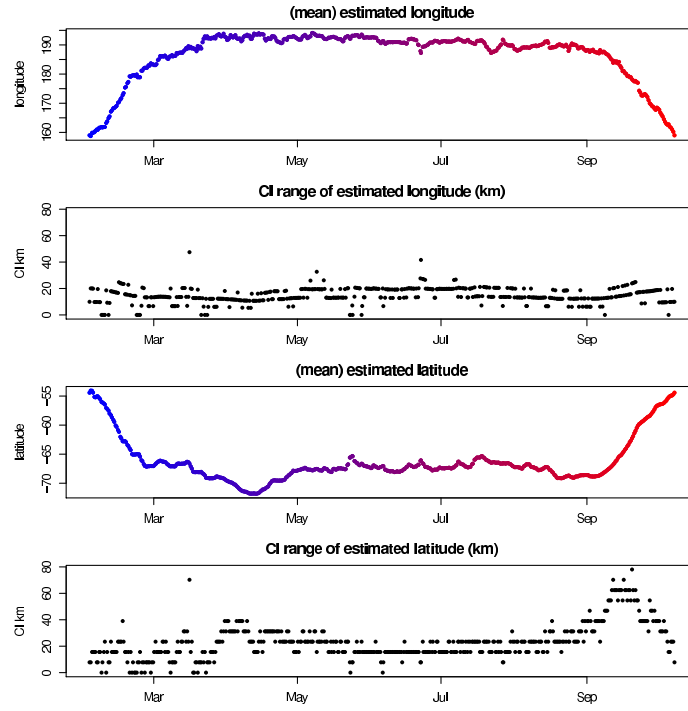 (mean) estimated longitude
longitude
190
180
170
160
Mar
May
Jul
Sep
CI range of estimated longitude (km)
CI km
80
60
40
20
0
Mar
May
Jul
Sep
(mean) estimated latitude
latitude
−55
−60
−65
−70
Mar
May
Jul
Sep
CI range of estimated latitude (km)
CI km
80
60
40
20
0
Mar
May
Jul
Sep